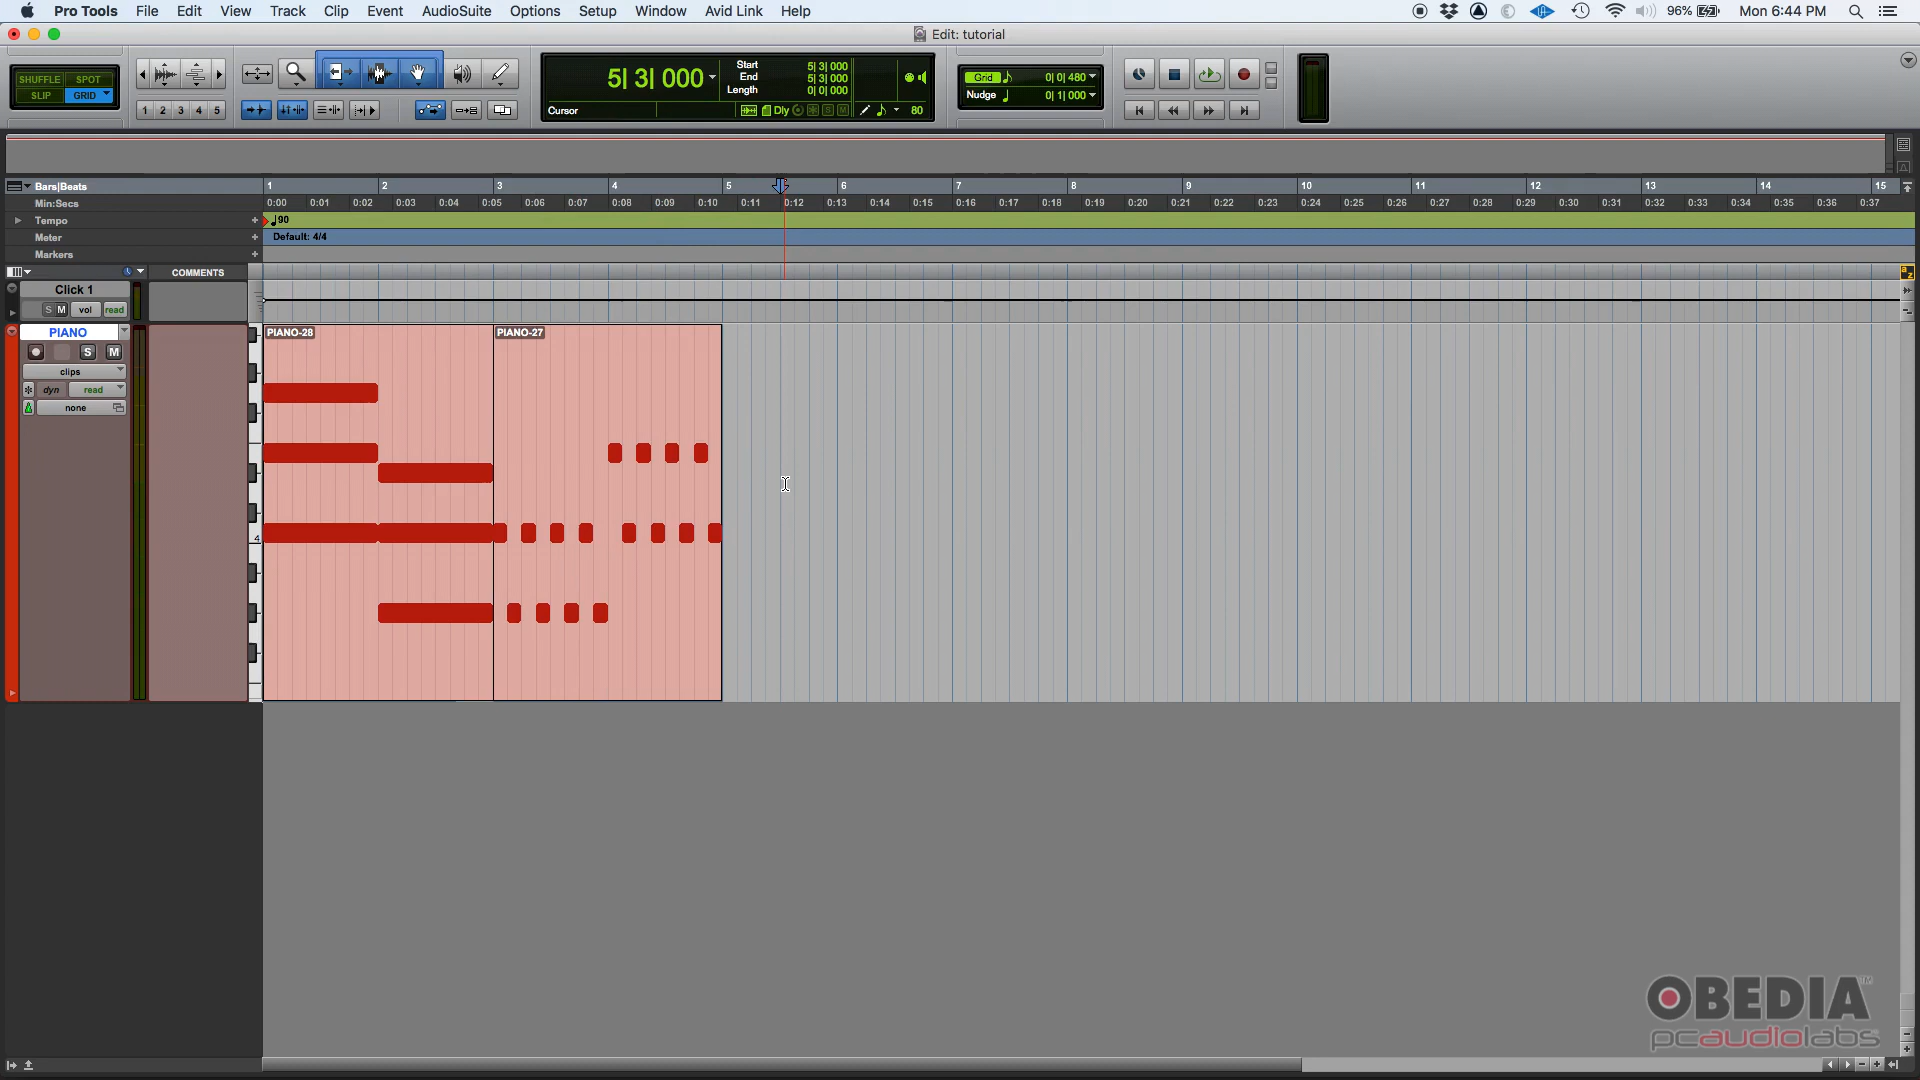 Pro Tools File Edit View Track Clip Event AudioSuite Options Setup Window Avid Link Help 96% Mon 6:44 PM
Edit: tutorial
SHUFFLE SPOT
SLIP GRID
1 2 3 4 5
5| 3| 000
Start 5| 3| 000
End 5| 3| 000
Length 0| 0| 000
Cursor Dly S M 80
Grid 0| 0| 480
Nudge 0| 1| 000
Bars|Beats 1 2 3 4 5 6 7 8 9 10 11 12 13 14 15
Min:Secs 0:00 0:01 0:02 0:03 0:04 0:05 0:06 0:07 0:08 0:09 0:10 0:11 0:12 0:13 0:14 0:15 0:16 0:17 0:18 0:19 0:20 0:21 0:22 0:23 0:24 0:25 0:26 0:27 0:28 0:29 0:30 0:31 0:32 0:33 0:34 0:35 0:36 0:37
Tempo + 90
Meter + Default: 4/4
Markers +
COMMENTS
a z
Click 1
S M vol read
PIANO PIANO-28 PIANO-27
S M
clips
dyn read
none
4
OBEDIA™
pcaudiolabs